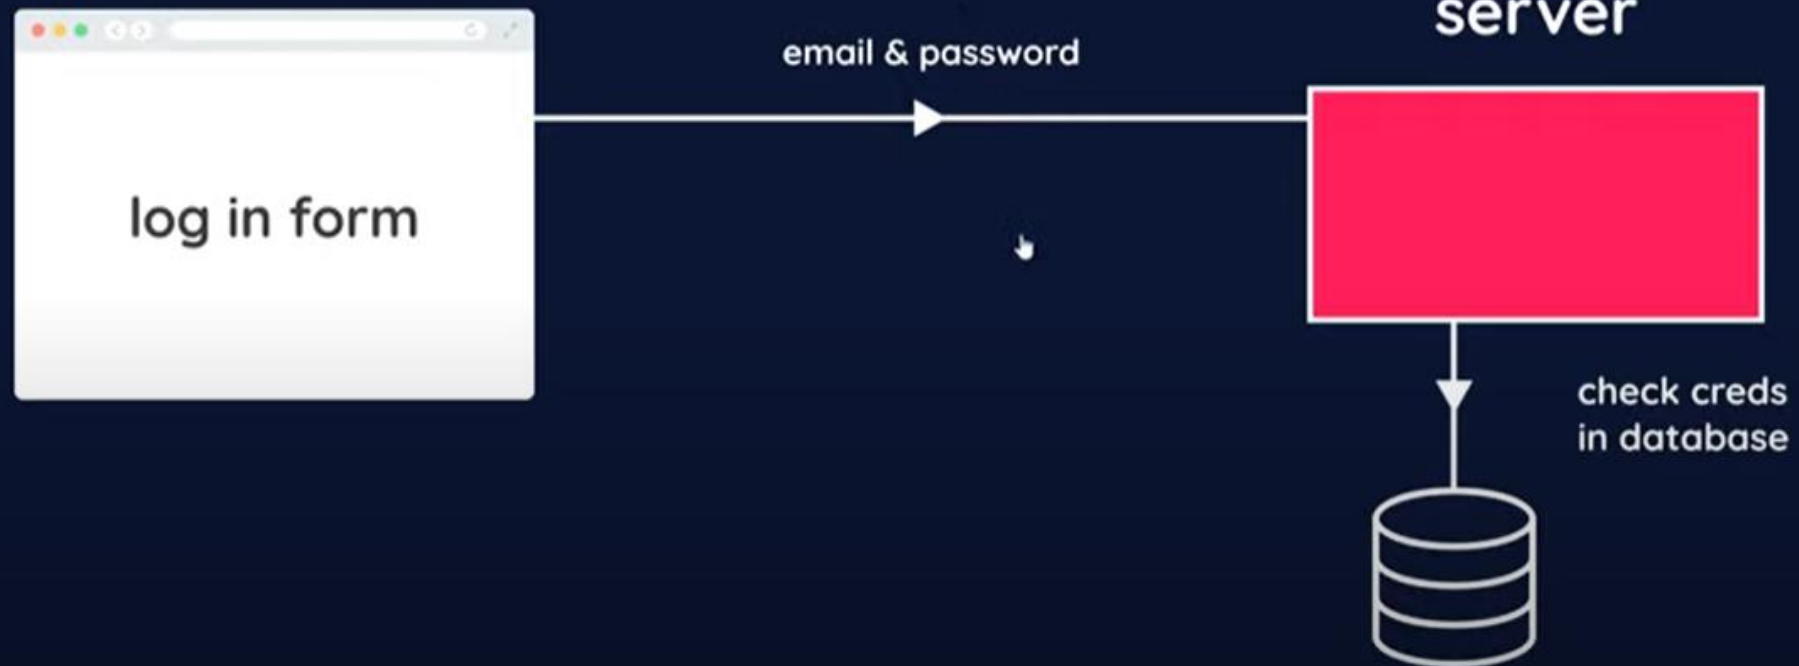 server
email & password
log in form
check creds
in database